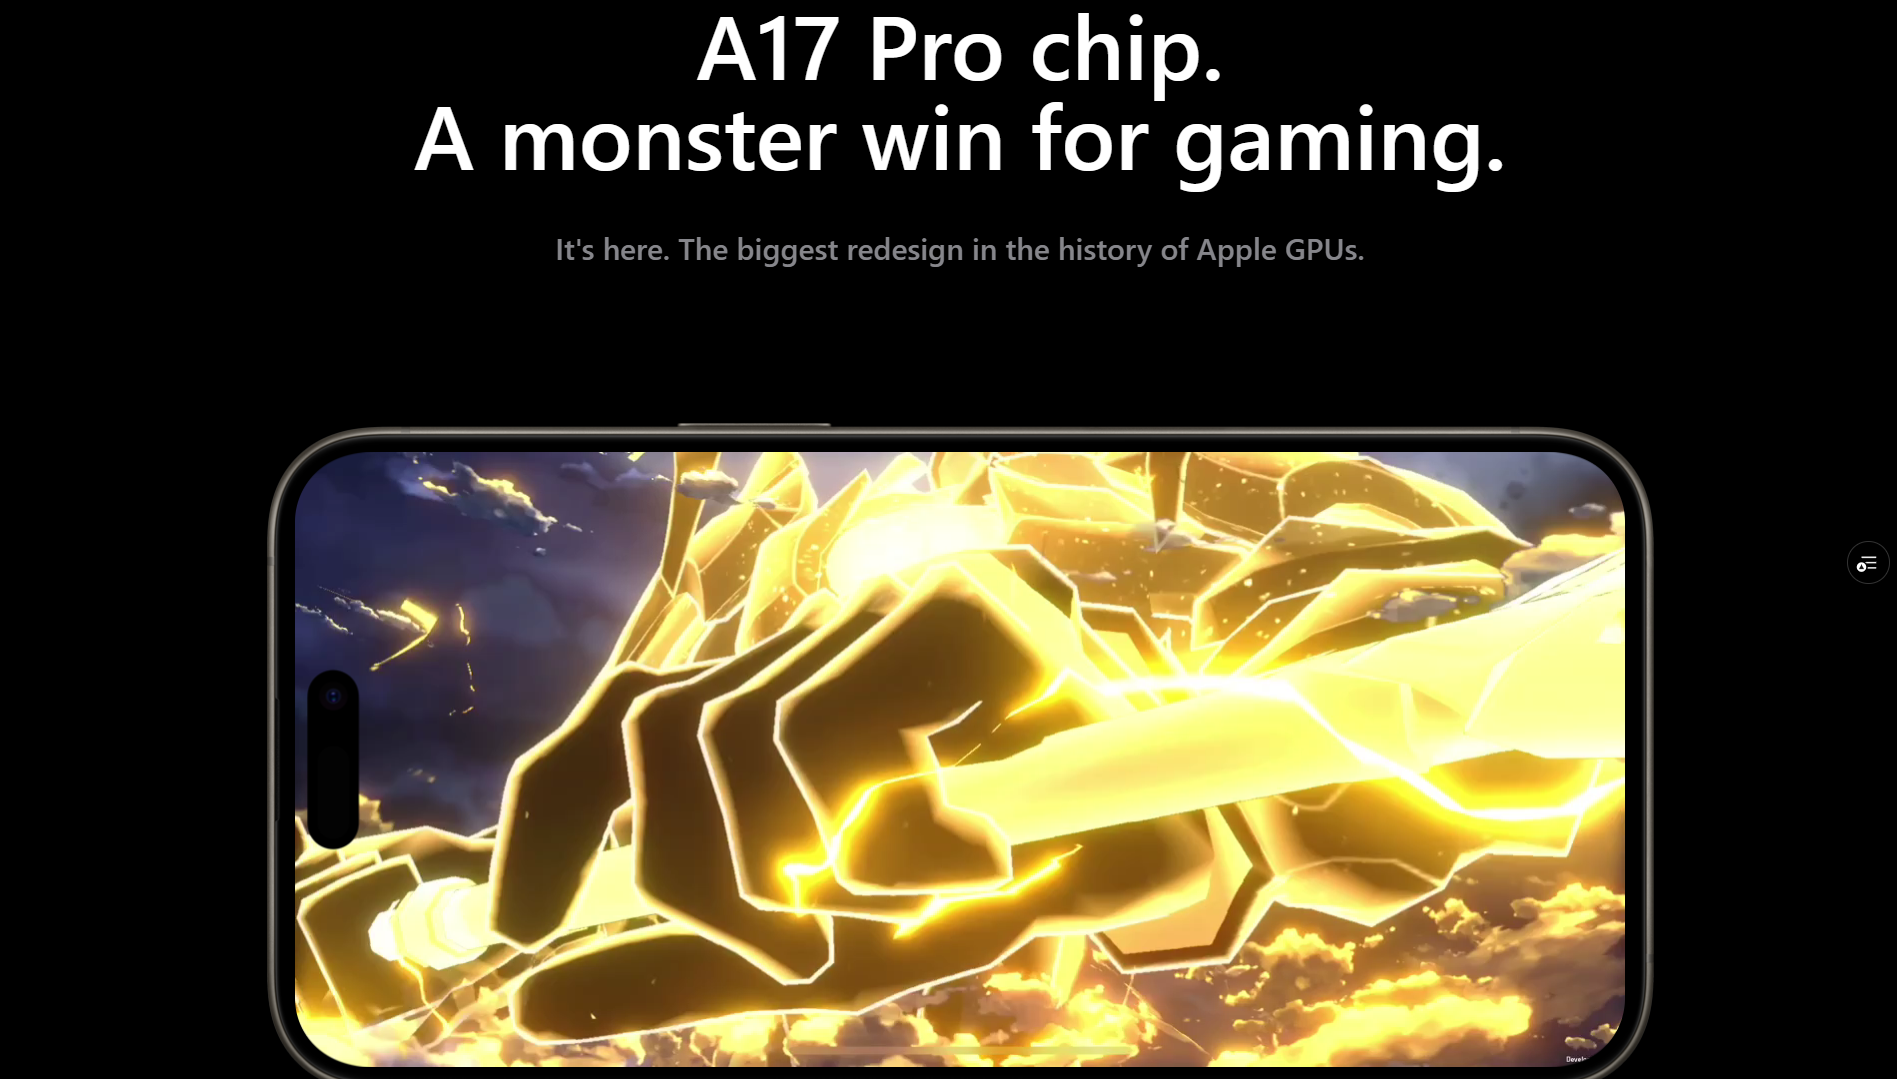 A17 Pro chip.
A monster win for gaming.
It's here. The biggest redesign in the history of Apple GPUs.